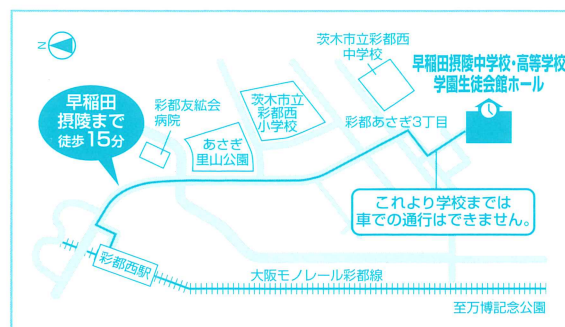 N
茨木市立彩都西
中学校
早稲田摂陵中学校・高等学校
学園生徒会館ホール
早稲田
摂陵まで
徒歩15分
彩都友紘会
病院
茨木市立
彩都西
小学校
あさぎ
里山公園
彩都あさぎ3丁目
これより学校までは
車での通行はできません。
彩都西駅
大阪モノレール彩都線
至万博記念公園